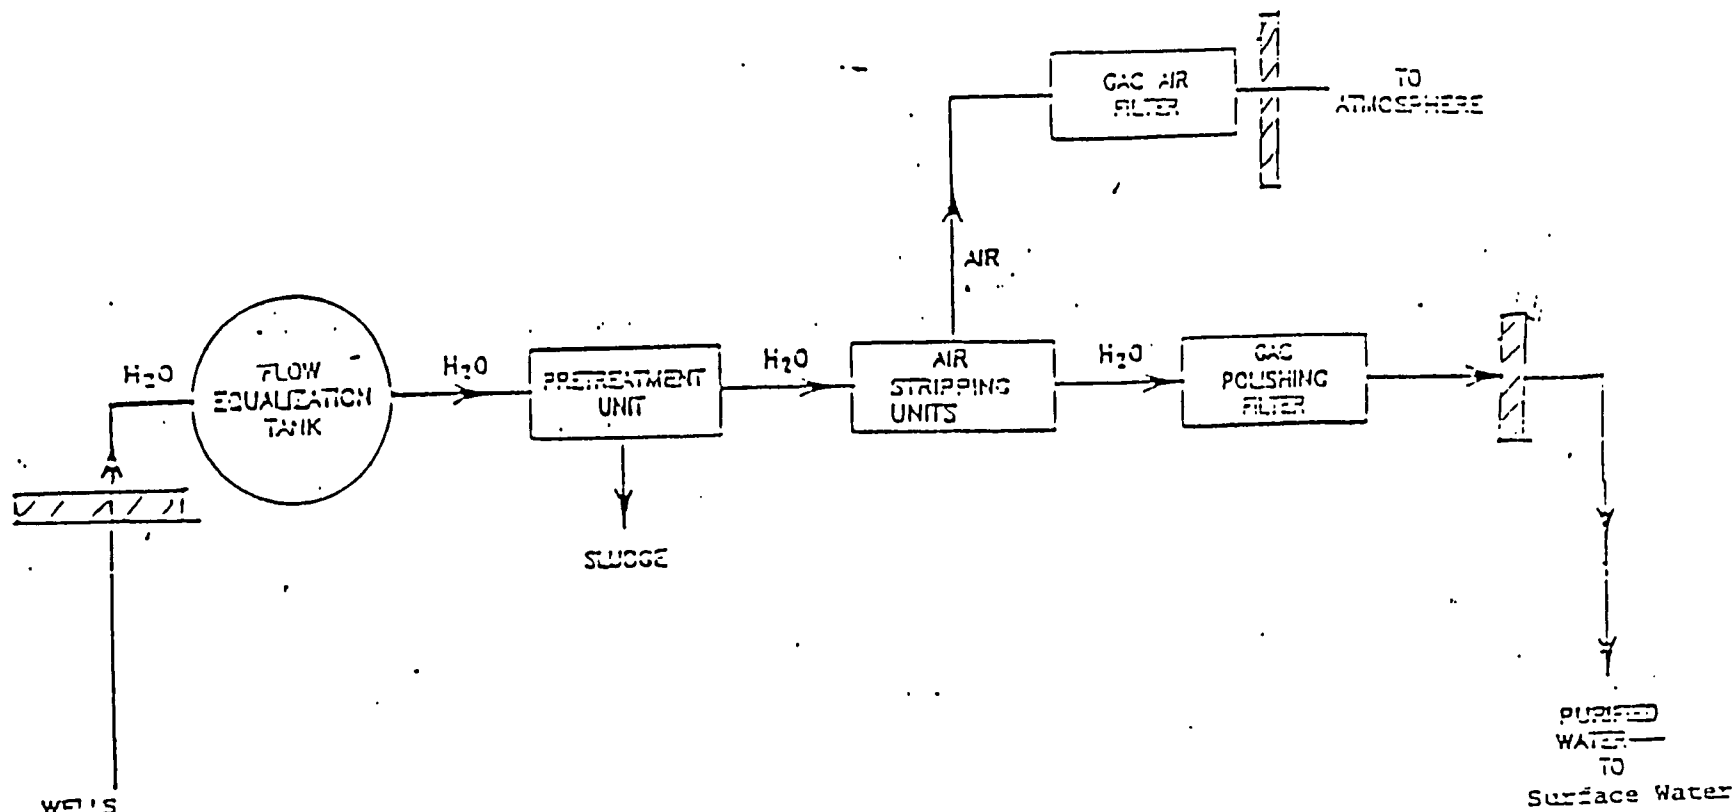 GAC AIR
FILTER
TO
ATMOSPHERE
AIR
H₂O
FLOW
EQUALIZATION
TANK
H₂O
PRETREATMENT
UNIT
H₂O
AIR
STRIPPING
UNITS
H₂O
GAC
POLISHING
FILTER
SLUDGE
WELLS
PURIFIED
WATER
TO
Surface Water